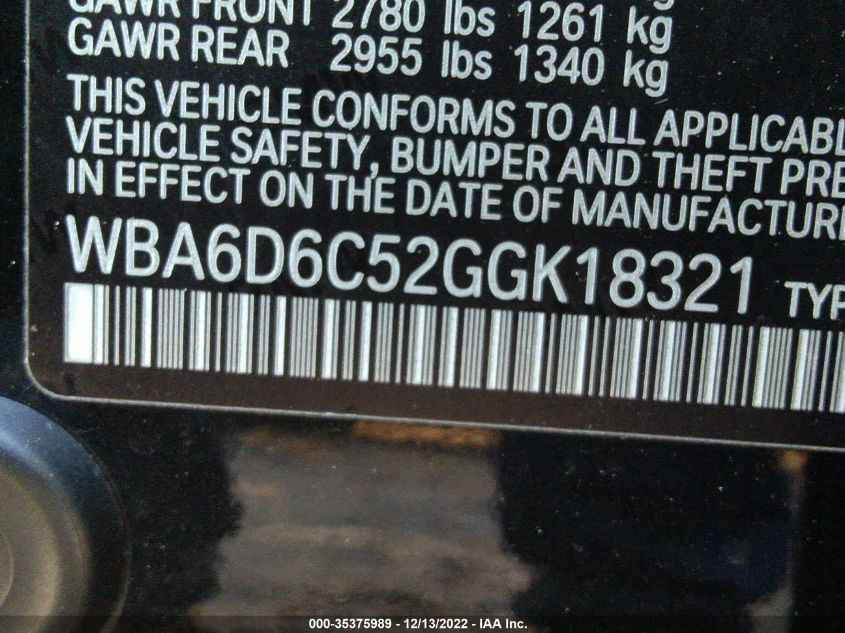 GAWR FRONT 2780 lbs 1261 kg
GAWR REAR 2955 lbs 1340 kg
THIS VEHICLE CONFORMS TO ALL APPLICABL
VEHICLE SAFETY, BUMPER AND THEFT PRE
IN EFFECT ON THE DATE OF MANUFACTURE
WBA6D6C52GGK18321 TYP
000-35375989 - 12/13/2022 - IAA Inc.